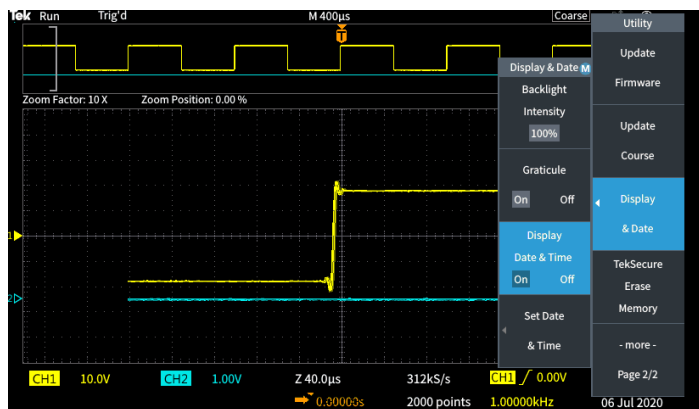 Tek Run Trig'd M 400µs Coarse
T
Zoom Factor: 10 X Zoom Position: 0.00 %
1
2
CH1 10.0V CH2 1.00V Z 40.0µs 312kS/s CH1 0.00V
0.00000s 2000 points 1.00000kHz 06 Jul 2020
Display & Date M
Backlight
Intensity
100%
Graticule
On Off
Display
Date & Time
On Off
Set Date
& Time
Utility
Update
Firmware
Update
Course
Display
& Date
TekSecure
Erase
Memory
- more -
Page 2/2